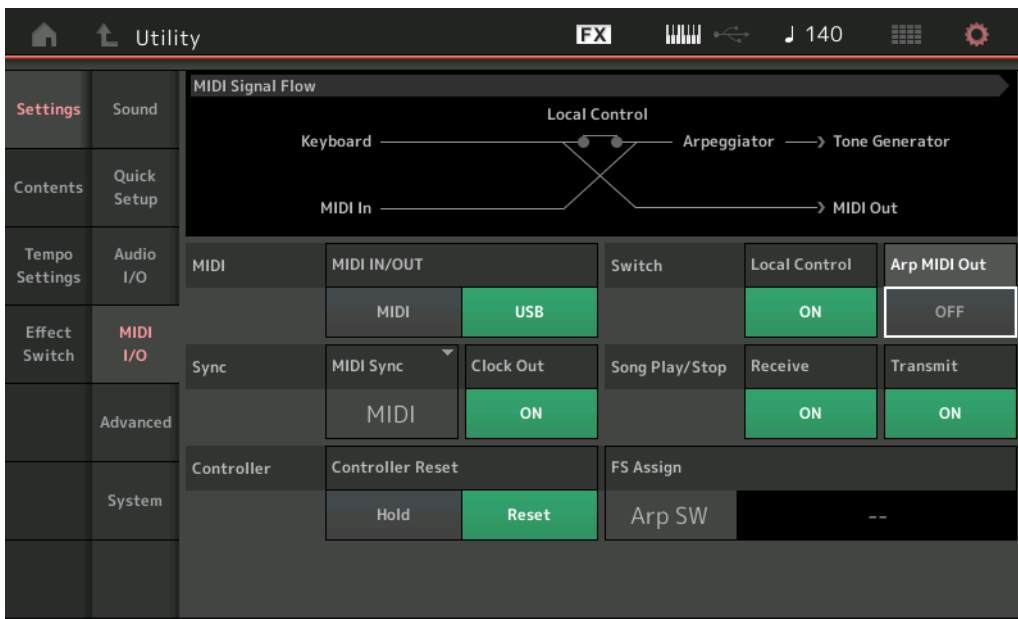 Utility
FX
140
Settings
Sound
Contents
Quick
Setup
Tempo
Settings
Audio
I/O
Effect
Switch
MIDI
I/O
Advanced
System
MIDI Signal Flow
Local Control
Keyboard
Arpeggiator
Tone Generator
MIDI In
MIDI Out
MIDI
MIDI IN/OUT
Switch
Local Control
Arp MIDI Out
MIDI
USB
ON
OFF
Sync
MIDI Sync
Clock Out
Song Play/Stop
Receive
Transmit
MIDI
ON
ON
ON
Controller
Controller Reset
FS Assign
Hold
Reset
Arp SW
--